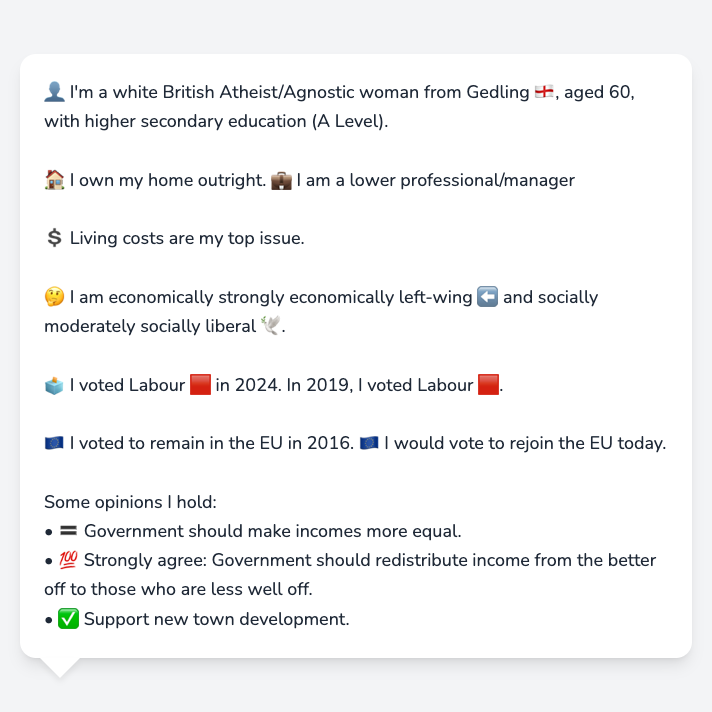 👤 I'm a white British Atheist/Agnostic woman from Gedling 🏴󠁧󠁢󠁥󠁮󠁧󠁿, aged 60,
with higher secondary education (A Level).
🏠 I own my home outright. 💼 I am a lower professional/manager
💲 Living costs are my top issue.
🤔 I am economically strongly economically left-wing ⬅️ and socially
moderately socially liberal 🕊️.
🗳️ I voted Labour 🟥 in 2024. In 2019, I voted Labour 🟥.
🇪🇺 I voted to remain in the EU in 2016. 🇪🇺 I would vote to rejoin the EU today.
Some opinions I hold:
• 🟰 Government should make incomes more equal.
• 💯 Strongly agree: Government should redistribute income from the better
off to those who are less well off.
• ✅ Support new town development.